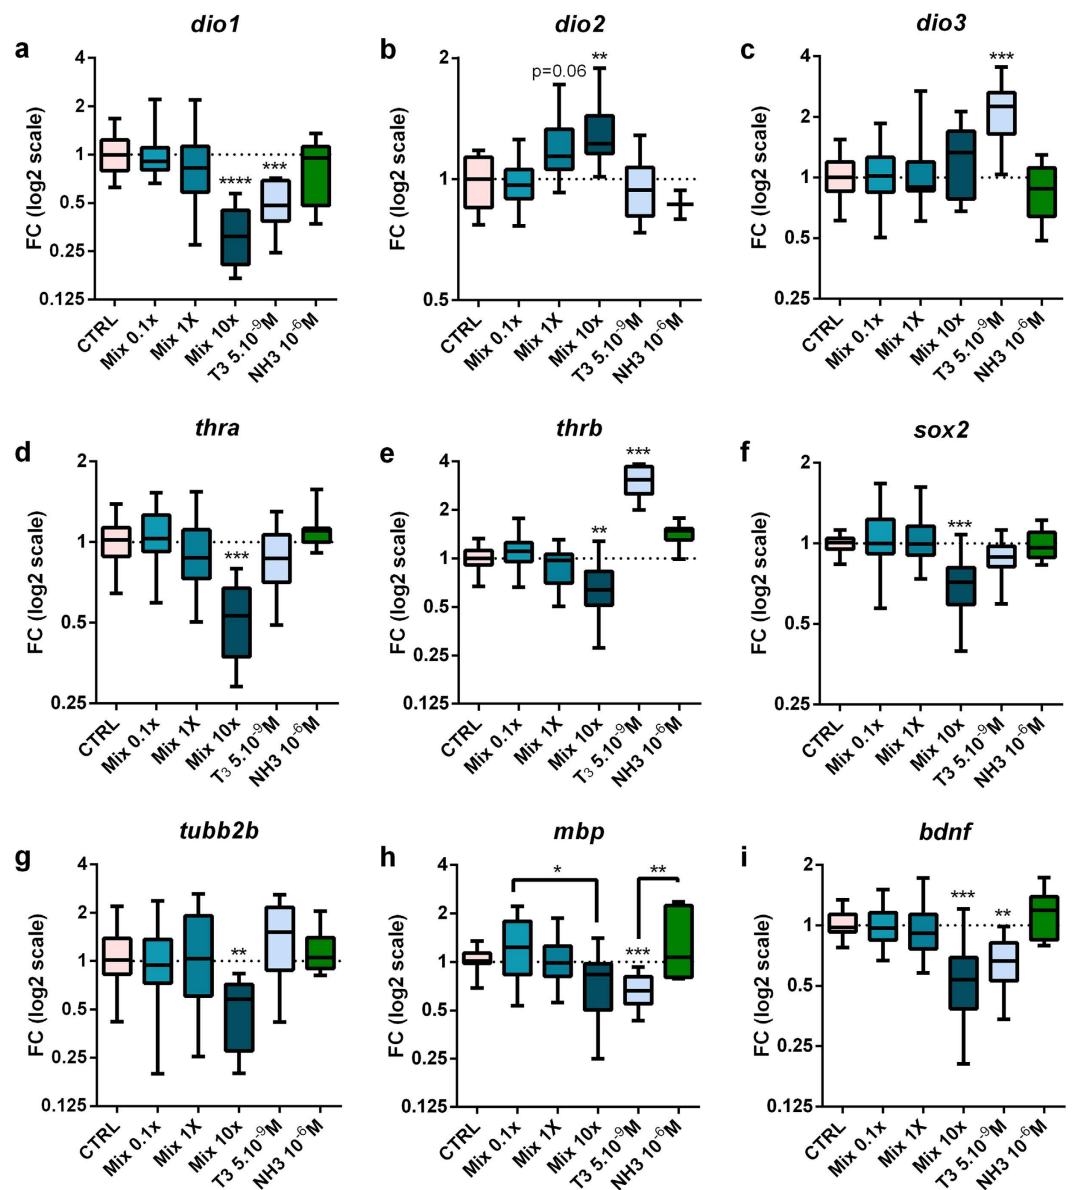 dio1
a
4
2
1
0.5
0.25
0.125
FC (log2 scale)
****
***
CTRL
Mix 0.1x
Mix 1X
Mix 10x
T3 5.10⁻⁹M
NH3 10⁻⁶M
dio2
b
2
1
0.5
FC (log2 scale)
p=0.06
**
CTRL
Mix 0.1x
Mix 1X
Mix 10x
T3 5.10⁻⁹M
NH3 10⁻⁶M
dio3
c
4
2
1
0.5
0.25
FC (log2 scale)
***
CTRL
Mix 0.1x
Mix 1X
Mix 10x
T3 5.10⁻⁹M
NH3 10⁻⁶M
thra
d
2
1
0.5
0.25
FC (log2 scale)
***
CTRL
Mix 0.1x
Mix 1X
Mix 10x
T3 5.10⁻⁹M
NH3 10⁻⁶M
thrb
e
4
2
1
0.5
0.25
0.125
FC (log2 scale)
**
***
CTRL
Mix 0.1x
Mix 1X
Mix 10x
T3 5.10⁻⁹M
NH3 10⁻⁶M
sox2
f
2
1
0.5
0.25
FC (log2 scale)
***
CTRL
Mix 0.1x
Mix 1X
Mix 10x
T3 5.10⁻⁹M
NH3 10⁻⁶M
tubb2b
g
4
2
1
0.5
0.25
0.125
FC (log2 scale)
**
CTRL
Mix 0.1x
Mix 1X
Mix 10x
T3 5.10⁻⁹M
NH3 10⁻⁶M
mbp
h
4
2
1
0.5
0.25
0.125
FC (log2 scale)
*
**
***
CTRL
Mix 0.1x
Mix 1X
Mix 10x
T3 5.10⁻⁹M
NH3 10⁻⁶M
bdnf
i
2
1
0.5
0.25
0.125
FC (log2 scale)
***
**
CTRL
Mix 0.1x
Mix 1X
Mix 10x
T3 5.10⁻⁹M
NH3 10⁻⁶M